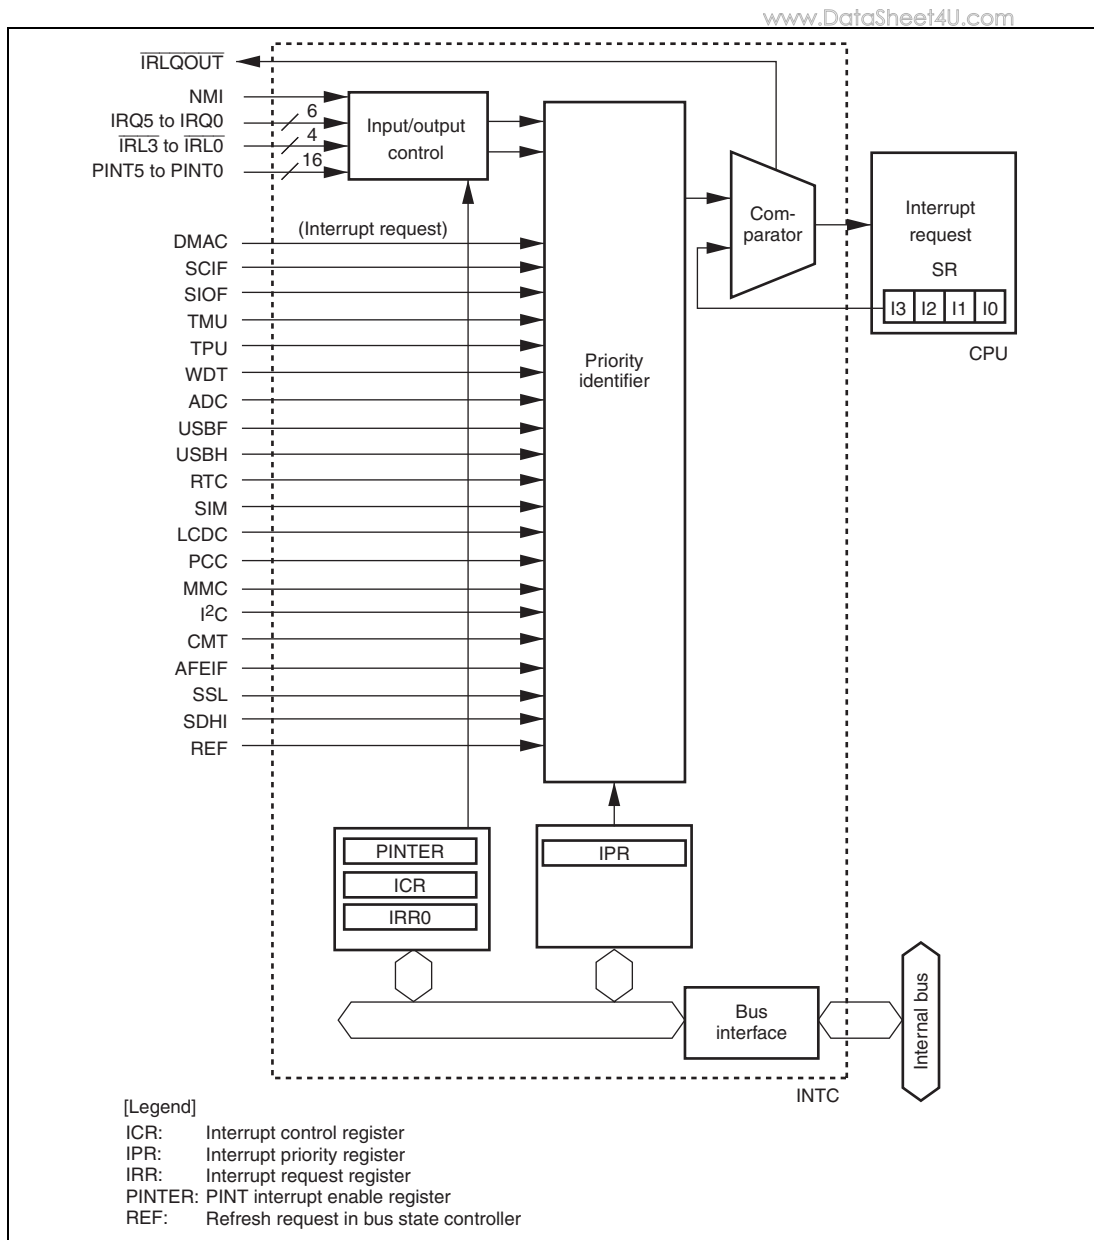 www.DataSheet4U.com
IRLQOUT
NMI
IRQ5 to IRQ0
6
IRL3 to IRL0
4
PINT5 to PINT0
16
Input/output
control
(Interrupt request)
DMAC
SCIF
SIOF
TMU
TPU
WDT
ADC
USBF
USBH
RTC
SIM
LCDC
PCC
MMC
I²C
CMT
AFEIF
SSL
SDHI
REF
Priority
identifier
Com-
parator
Interrupt
request
SR
I3 I2 I1 I0
CPU
PINTER
ICR
IRR0
IPR
Bus
interface
Internal bus
INTC
[Legend]
ICR: Interrupt control register
IPR: Interrupt priority register
IRR: Interrupt request register
PINTER: PINT interrupt enable register
REF: Refresh request in bus state controller